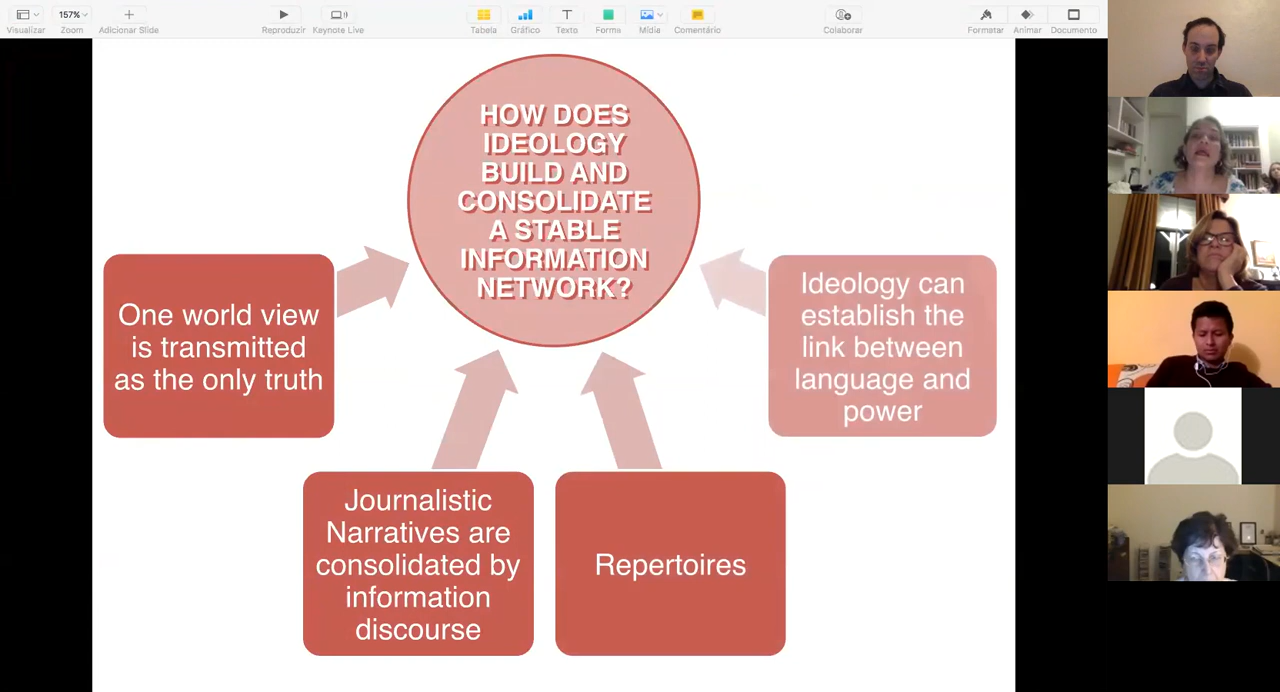 157%
Visualizar
Zoom
Adicionar Slide
Reproduzir
Keynote Live
Tabela
Gráfico
Texto
Forma
Mídia
Comentário
Colaborar
Formatar
Animar
Documento
HOW DOES
IDEOLOGY
BUILD AND
CONSOLIDATE
A STABLE
INFORMATION
NETWORK?
One world view
is transmitted
as the only truth
Journalistic
Narratives are
consolidated by
information
discourse
Repertoires
Ideology can
establish the
link between
language and
power